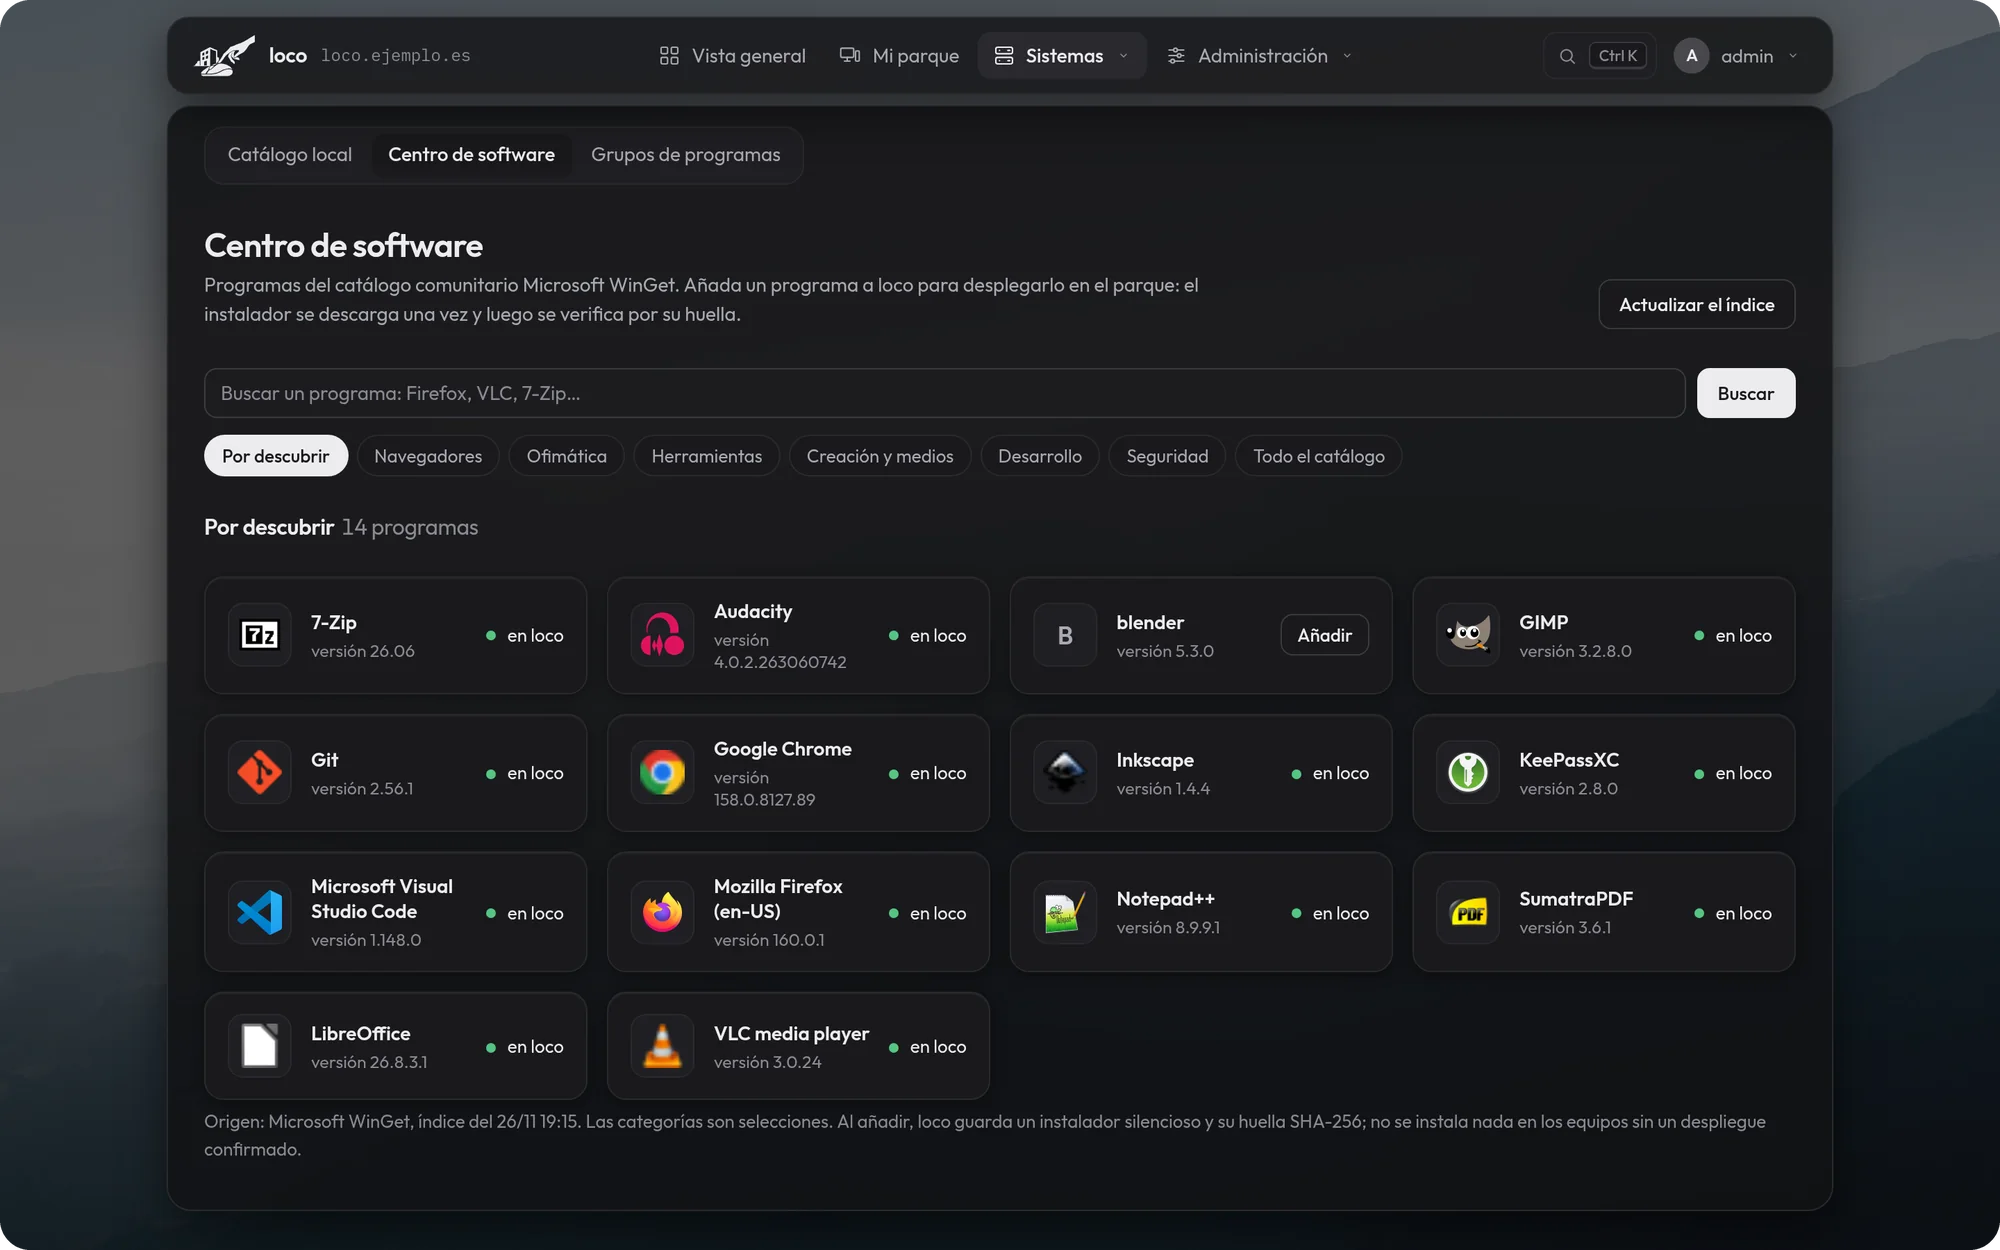 loco loco.ejemplo.es Vista general Mi parque Sistemas Administración Ctrl K A admin
Catálogo local Centro de software Grupos de programas
Centro de software
Programas del catálogo comunitario Microsoft WinGet. Añada un programa a loco para desplegarlo en el parque: el
instalador se descarga una vez y luego se verifica por su huella.
Actualizar el índice
Buscar un programa: Firefox, VLC, 7-Zip...
Buscar
Por descubrir Navegadores Ofimática Herramientas Creación y medios Desarrollo Seguridad Todo el catálogo
Por descubrir 14 programas
7-Zip
versión 26.06
en loco
Audacity
versión
4.0.2.263060742
en loco
B
blender
versión 5.3.0
Añadir
GIMP
versión 3.2.8.0
en loco
Git
versión 2.56.1
en loco
Google Chrome
versión
158.0.8127.89
en loco
Inkscape
versión 1.4.4
en loco
KeePassXC
versión 2.8.0
en loco
Microsoft Visual
Studio Code
versión 1.148.0
en loco
Mozilla Firefox
(en-US)
versión 160.0.1
en loco
Notepad++
versión 8.9.9.1
en loco
PDF
SumatraPDF
versión 3.6.1
en loco
LibreOffice
versión 26.8.3.1
en loco
VLC media player
versión 3.0.24
en loco
Origen: Microsoft WinGet, índice del 26/11 19:15. Las categorías son selecciones. Al añadir, loco guarda un instalador silencioso y su huella SHA-256; no se instala nada en los equipos sin un despliegue
confirmado.